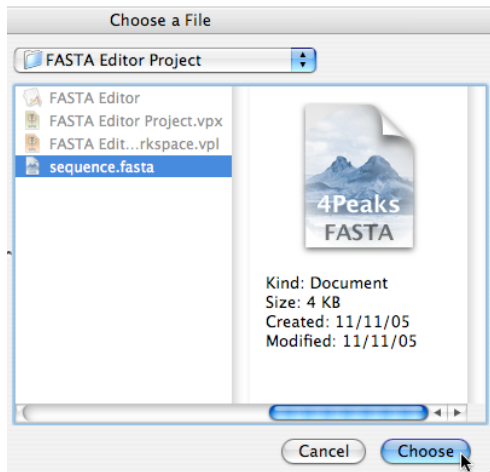 Choose a File
FASTA Editor Project
FASTA Editor
FASTA Editor Project.vpx
FASTA Edit...rkspace.vpl
sequence.fasta
4Peaks
FASTA
Kind: Document
Size: 4 KB
Created: 11/11/05
Modified: 11/11/05
Cancel
Choose